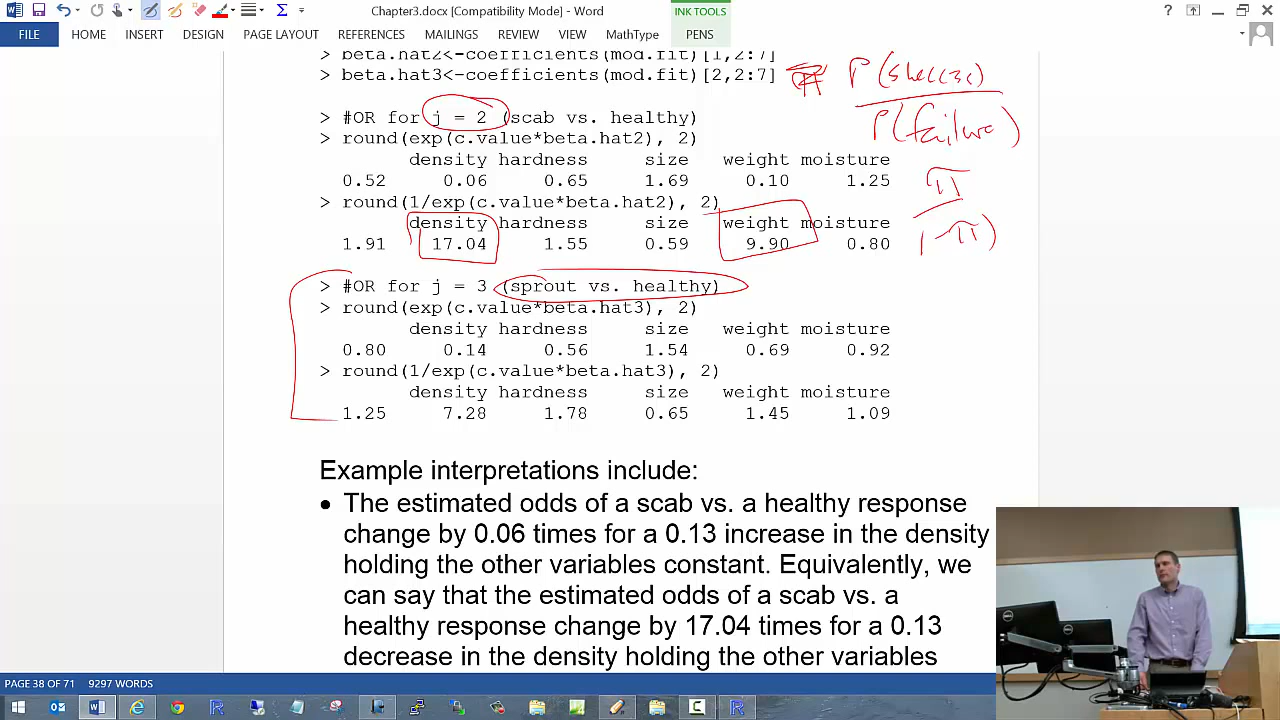 Chapter3.docx [Compatibility Mode] - Word
INK TOOLS
FILE HOME INSERT DESIGN PAGE LAYOUT REFERENCES MAILINGS REVIEW VIEW MathType PENS
> beta.hat2<-coefficients(mod.fit)[1,2:7]
> beta.hat3<-coefficients(mod.fit)[2,2:7]
P(success)
P(failure)
π
1-π)
> #OR for j = 2 (scab vs. healthy)
> round(exp(c.value*beta.hat2), 2)
density hardness size weight moisture
0.52 0.06 0.65 1.69 0.10 1.25
> round(1/exp(c.value*beta.hat2), 2)
density hardness size weight moisture
1.91 17.04 1.55 0.59 9.90 0.80
> #OR for j = 3 (sprout vs. healthy)
> round(exp(c.value*beta.hat3), 2)
density hardness size weight moisture
0.80 0.14 0.56 1.54 0.69 0.92
> round(1/exp(c.value*beta.hat3), 2)
density hardness size weight moisture
1.25 7.28 1.78 0.65 1.45 1.09
Example interpretations include:
• The estimated odds of a scab vs. a healthy response
change by 0.06 times for a 0.13 increase in the density
holding the other variables constant. Equivalently, we
can say that the estimated odds of a scab vs. a
healthy response change by 17.04 times for a 0.13
decrease in the density holding the other variables
PAGE 38 OF 71 9297 WORDS